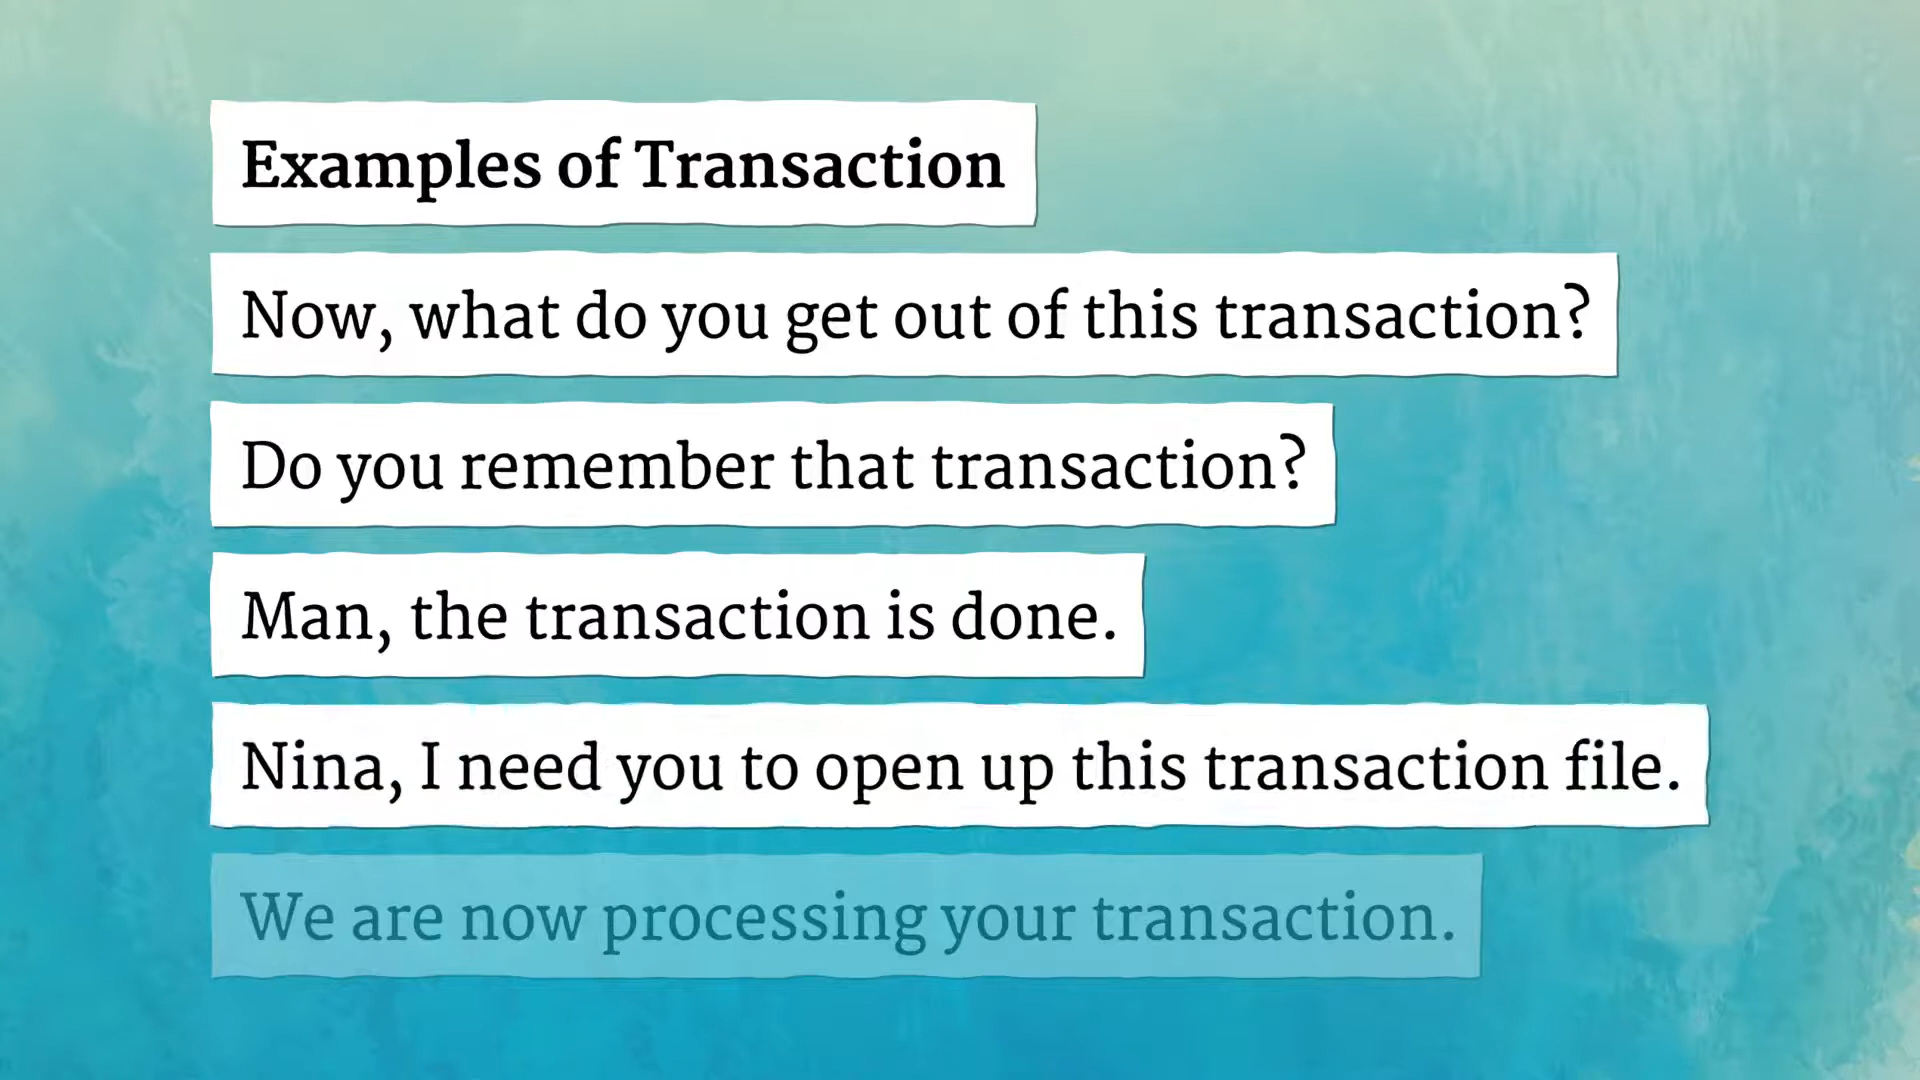 Examples of Transaction
Now, what do you get out of this transaction?
Do you remember that transaction?
Man, the transaction is done.
Nina, I need you to open up this transaction file.
We are now processing your transaction.